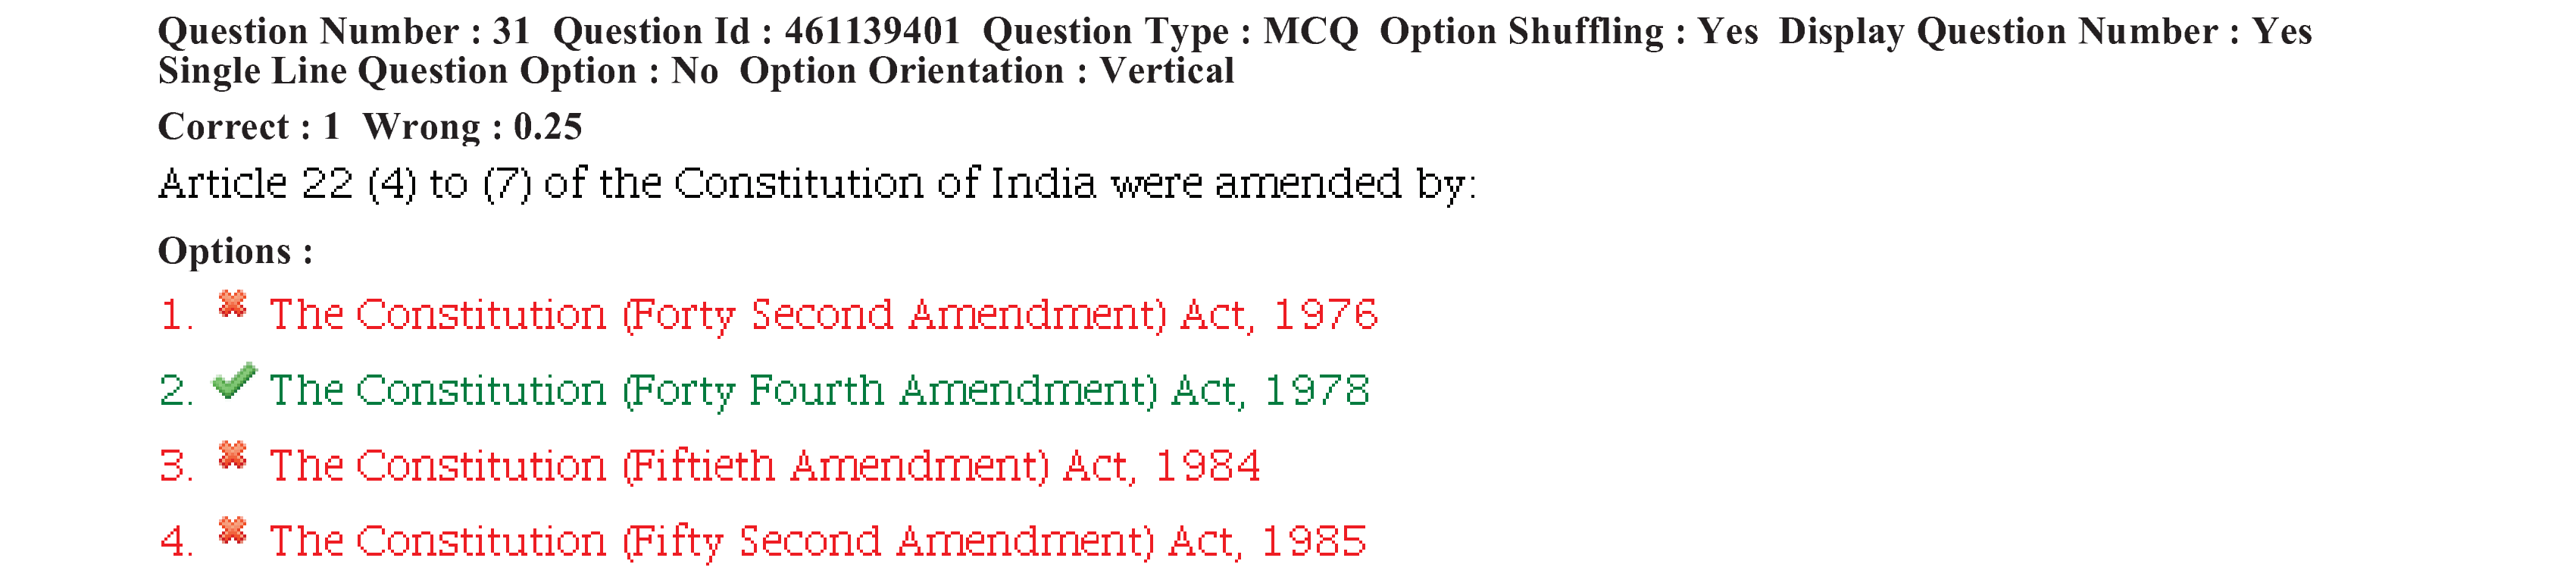 Question Number : 31 Question Id : 461139401 Question Type : MCQ Option Shuffling : Yes Display Question Number : Yes
Single Line Question Option : No Option Orientation : Vertical
Correct : 1 Wrong : 0.25
Article 22 (4) to (7) of the Constitution of India were amended by:
Options :
1. The Constitution (Forty Second Amendment) Act, 1976
2. The Constitution (Forty Fourth Amendment) Act, 1978
3. The Constitution (Fiftieth Amendment) Act, 1984
4. The Constitution (Fifty Second Amendment) Act, 1985